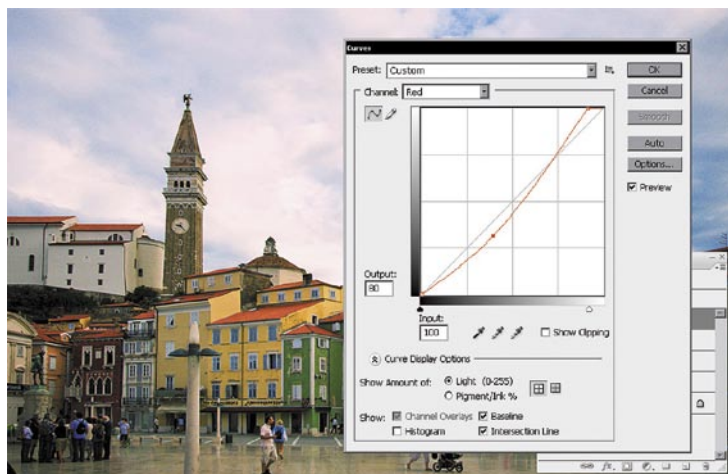 Curves
Preset: Custom
OK
Channel: Red
Cancel
Smooth
Auto
Options...
Preview
Output:
80
Input:
100
Show Clipping
Curve Display Options
Show Amount of:
Light (0-255)
Pigment/Ink %
Show:
Channel Overlays
Baseline
Histogram
Intersection Line
fx.